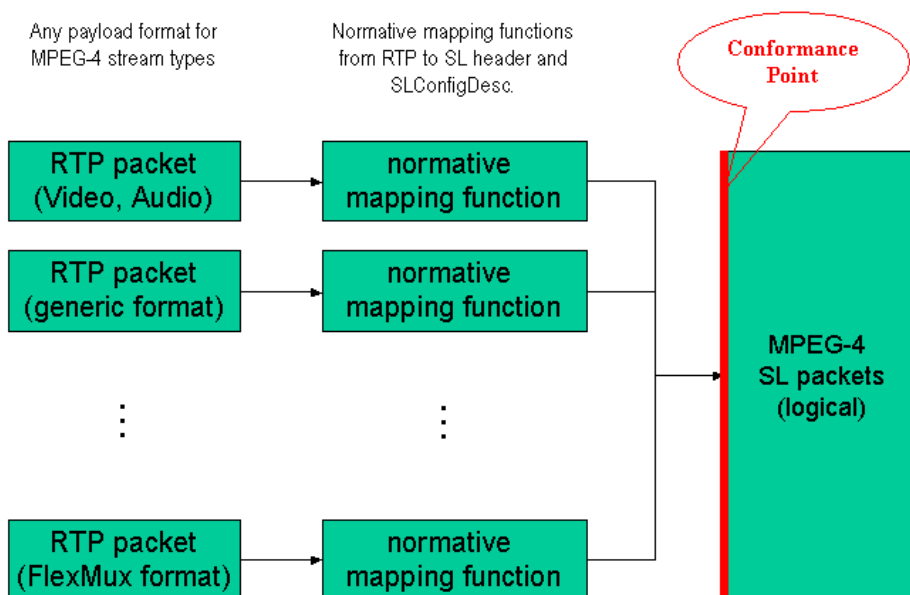 Any payload format for
MPEG-4 stream types
Normative mapping functions
from RTP to SL header and
SLConfigDesc.
Conformance
Point
RTP packet
(Video, Audio)
normative
mapping function
RTP packet
(generic format)
normative
mapping function
MPEG-4
SL packets
(logical)
RTP packet
(FlexMux format)
normative
mapping function